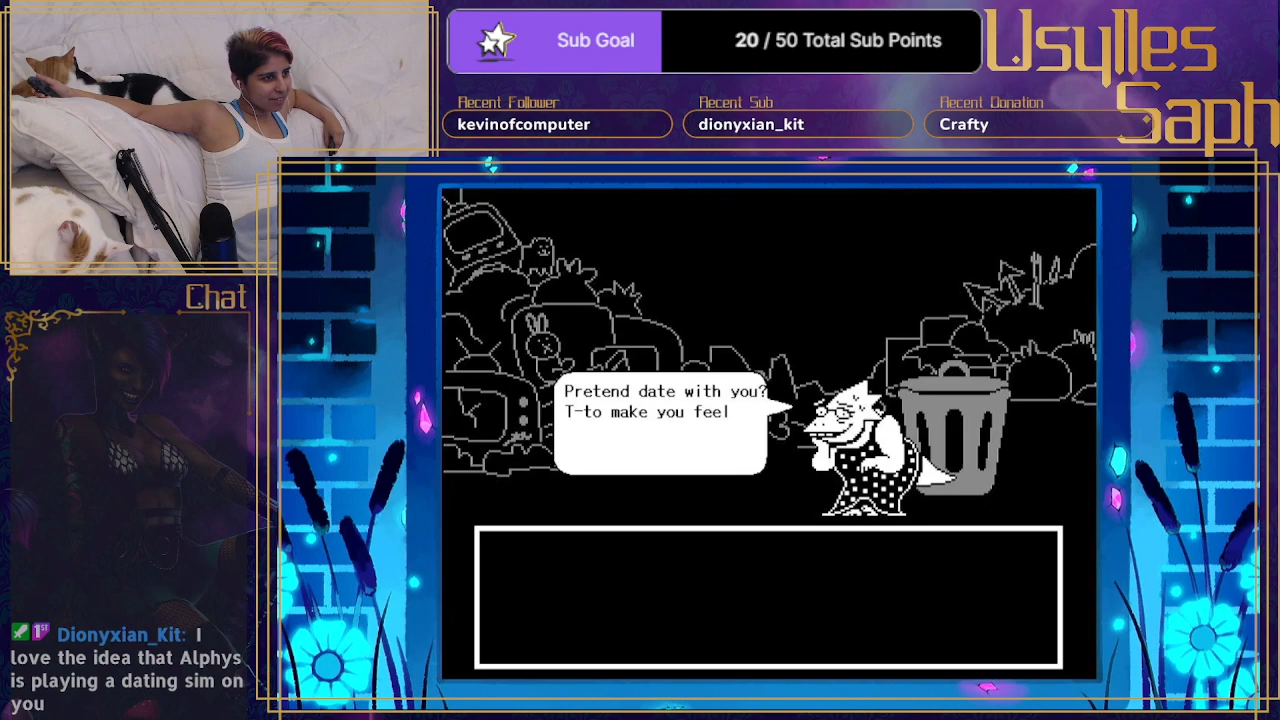 Sub Goal
20 / 50 Total Sub Points
Usylles
Saph
Recent Follower
kevinofcomputer
Recent Sub
dionyxian_kit
Recent Donation
Crafty
Chat
Pretend date with you?
T-to make you feel
1ST Dionyxian_Kit: I
love the idea that Alphys
is playing a dating sim on
you